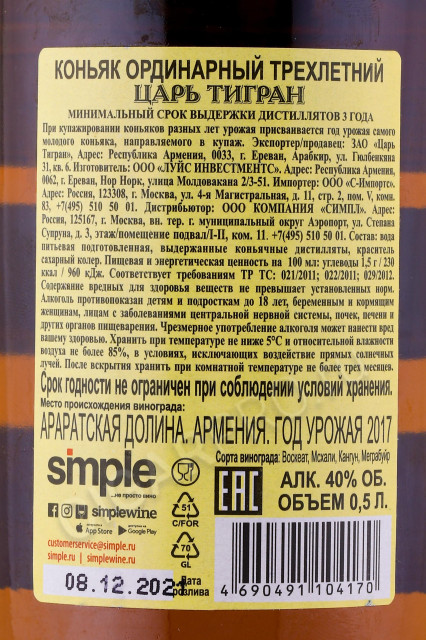 КОНЬЯК ОРДИНАРНЫЙ ТРЕХЛЕТНИЙ
ЦАРЬ ТИГРАН
МИНИМАЛЬНЫЙ СРОК ВЫДЕРЖКИ ДИСТИЛЛЯТОВ 3 ГОДА
При купажировании коньяков разных лет урожая присваивается год урожая самого
молодого коньяка, направляемого в купаж. Экспортер/продавец: ЗАО «Царь
Тигран», Адрес: Республика Армения, 0033, г. Ереван, Арабкир, ул. Гюлбенкяна
31, кв. 6. Изготовитель: ООО «ЛУЙС ИНВЕСТМЕНТС». Адрес: Республика Армения,
0062, г. Ереван, Нор Норк, улица Молдовакана 2/3-51. Импортер: ООО «С-Импортс».
Адрес: Россия, 123308, г. Москва, ул. 4-я Магистральная, д. 11, стр. 2, пом. V, комн.
83, +7(495) 510 50 01. Дистрибьютор: ООО КОМПАНИЯ «СИМПЛ». Адрес:
Россия, 125167, г. Москва, вн. тер. г. муниципальный округ Аэропорт, ул. Степана
Супруна, д. 3, этаж/помещение подвал/I-II, ком. 11. +7(495) 510 50 01. Состав: вода
питьевая подготовленная, выдержанные коньячные дистилляты, краситель
сахарный колер. Пищевая и энергетическая ценность на 100 мл: углеводы 1,5 г / 230
ккал / 960 кДж. Соответствует требованиям ТР ТС: 021/2011; 022/2011; 029/2012.
Содержание вредных для здоровья веществ не превышает установленных норм.
Алкоголь противопоказан детям и подросткам до 18 лет, беременным и кормящим
женщинам, лицам с заболеваниями центральной нервной системы, почек, печени и
других органов пищеварения. Чрезмерное употребление алкоголя может нанести вред
вашему здоровью. Хранить при температуре не ниже 5°С и относительной влажности
воздуха не более 85%, в условиях, исключающих воздействие прямых солнечных
лучей. После вскрытия хранить при комнатной температуре не более трех месяцев.
Срок годности не ограничен при соблюдении условий хранения.
Место происхождения винограда:
АРАРАТСКАЯ ДОЛИНА. АРМЕНИЯ. ГОД УРОЖАЯ 2017
Сорта винограда: Воскеат, Мсхали, Кангун, Меграбуйр
simple
...не просто вино
simplewine
App Store
Google Play
customerservice@simple.ru
simple.ru | simplewine.ru
51
C/FOR
70
GL
EAC
АЛК. 40% ОБ.
ОБЪЕМ 0,5 Л.
08.12.2021
Дата
розлива
4 690491 104170